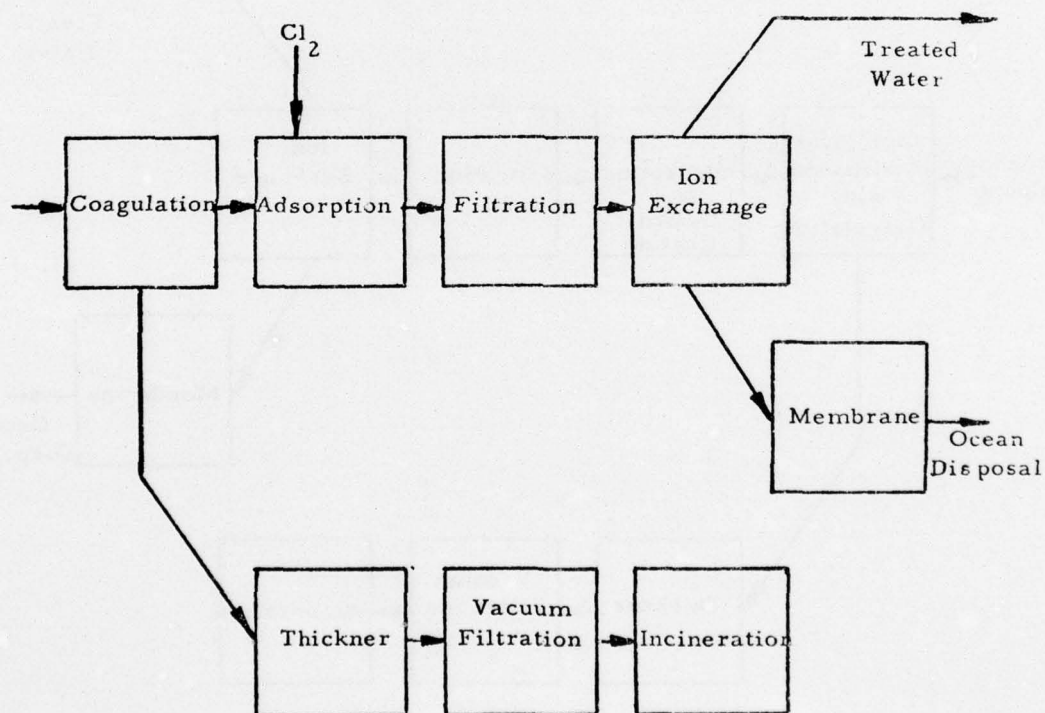 Cl2
Treated
Water
Coagulation
Adsorption
Filtration
Ion
Exchange
Membrane
Ocean
Disposal
Thickner
Vacuum
Filtration
Incineration